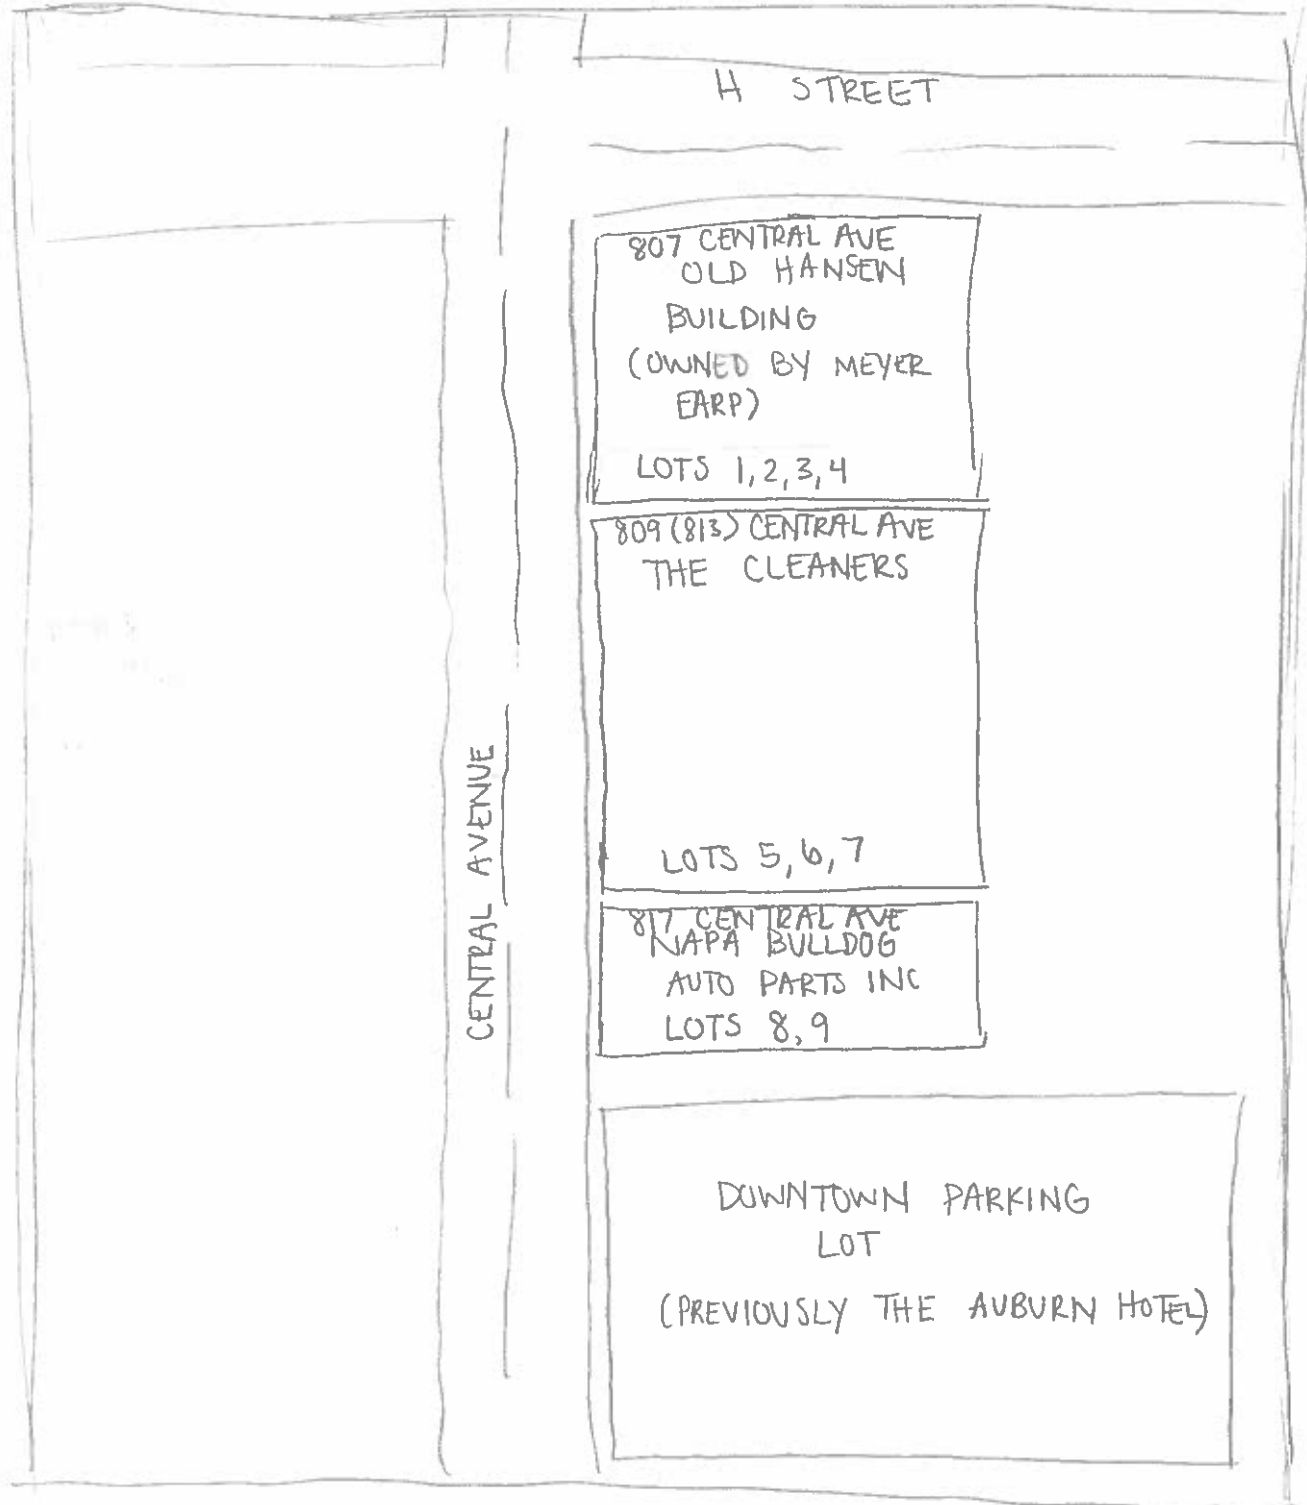 H STREET
807 CENTRAL AVE
OLD HANSEN
BUILDING
(OWNED BY MEYER
EARP)
LOTS 1,2,3,4
809 (813) CENTRAL AVE
THE CLEANERS
LOTS 5,6,7
CENTRAL AVENUE
817 CENTRAL AVE
NAPA BULLDOG
AUTO PARTS INC
LOTS 8,9
DOWNTOWN PARKING
LOT
(PREVIOUSLY THE AUBURN HOTEL)